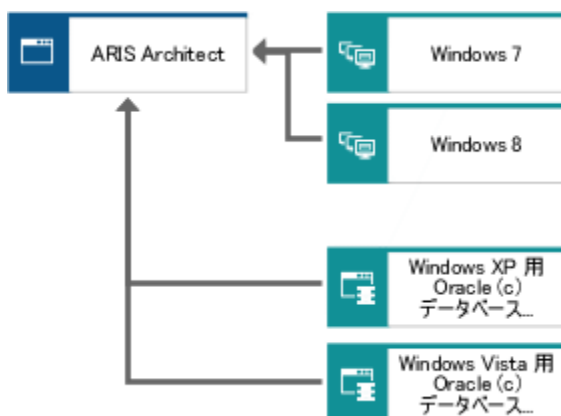 ARIS Architect
Windows 7
Windows 8
Windows XP 用
Oracle (c)
データベース...
Windows Vista 用
Oracle (c)
データベース...